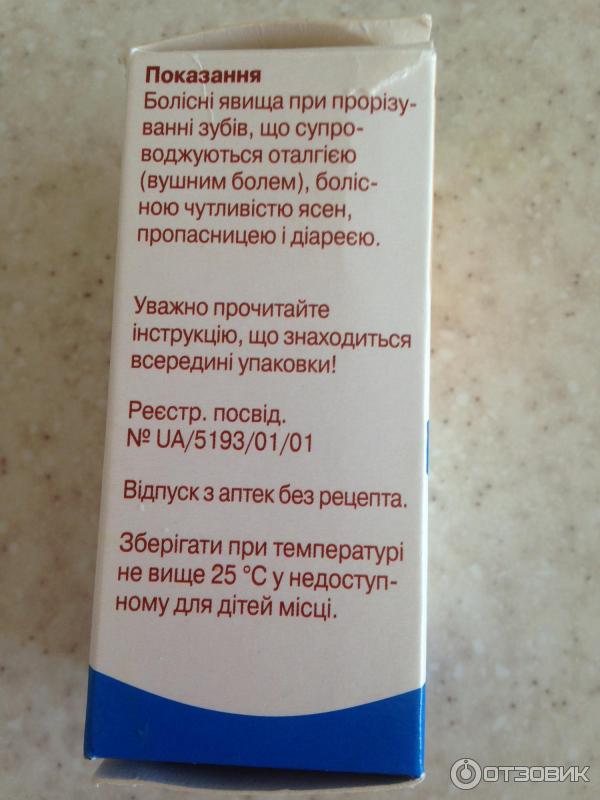 Показання
Болісні явища при прорізу-
ванні зубів, що супро-
воджуються оталгією
(вушним болем), боліс-
ною чутливістю ясен,
пропасницею і діареєю.
Уважно прочитайте
інструкцію, що знаходиться
всередині упаковки!
Реєстр. посвід.
№ UA/5193/01/01
Відпуск з аптек без рецепта.
Зберігати при температурі
не вище 25 °C у недоступ-
ному для дітей місці.
ОТЗОВИК